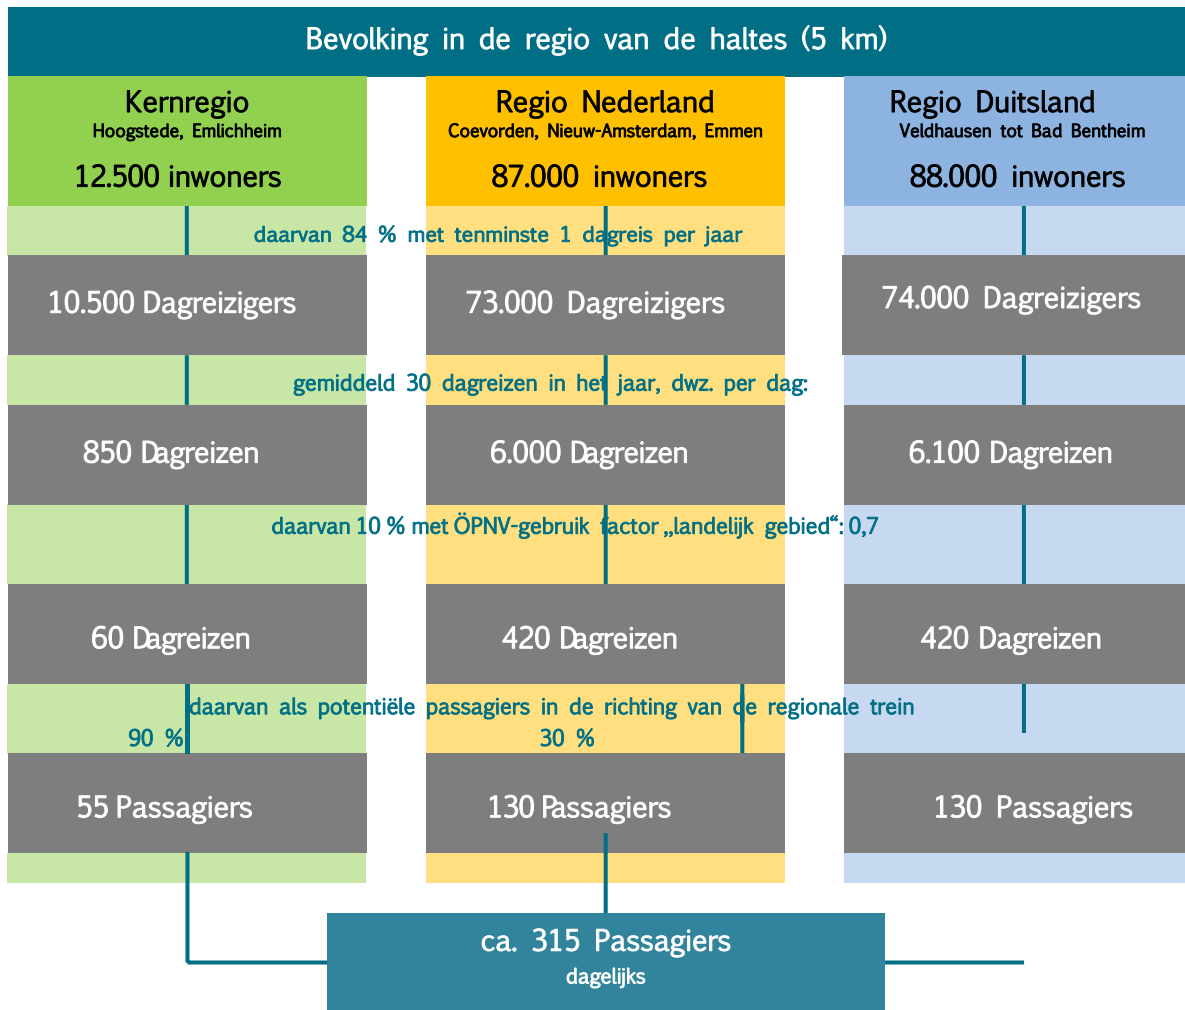 Bevolking in de regio van de haltes (5 km)
Kernregio
Hoogstede, Emlichheim
12.500 inwoners
Regio Nederland
Coevorden, Nieuw-Amsterdam, Emmen
87.000 inwoners
Regio Duitsland
Veldhausen tot Bad Bentheim
88.000 inwoners
daarvan 84 % met tenminste 1 dagreis per jaar
10.500 Dagreizigers
73.000 Dagreizigers
74.000 Dagreizigers
gemiddeld 30 dagreizen in het jaar, dwz. per dag:
850 Dagreizen
6.000 Dagreizen
6.100 Dagreizen
daarvan 10 % met ÖPNV-gebruik factor „landelijk gebied“: 0,7
60 Dagreizen
420 Dagreizen
420 Dagreizen
daarvan als potentiële passagiers in de richting van de regionale trein
90 %
30 %
55 Passagiers
130 Passagiers
130 Passagiers
ca. 315 Passagiers
dagelijks